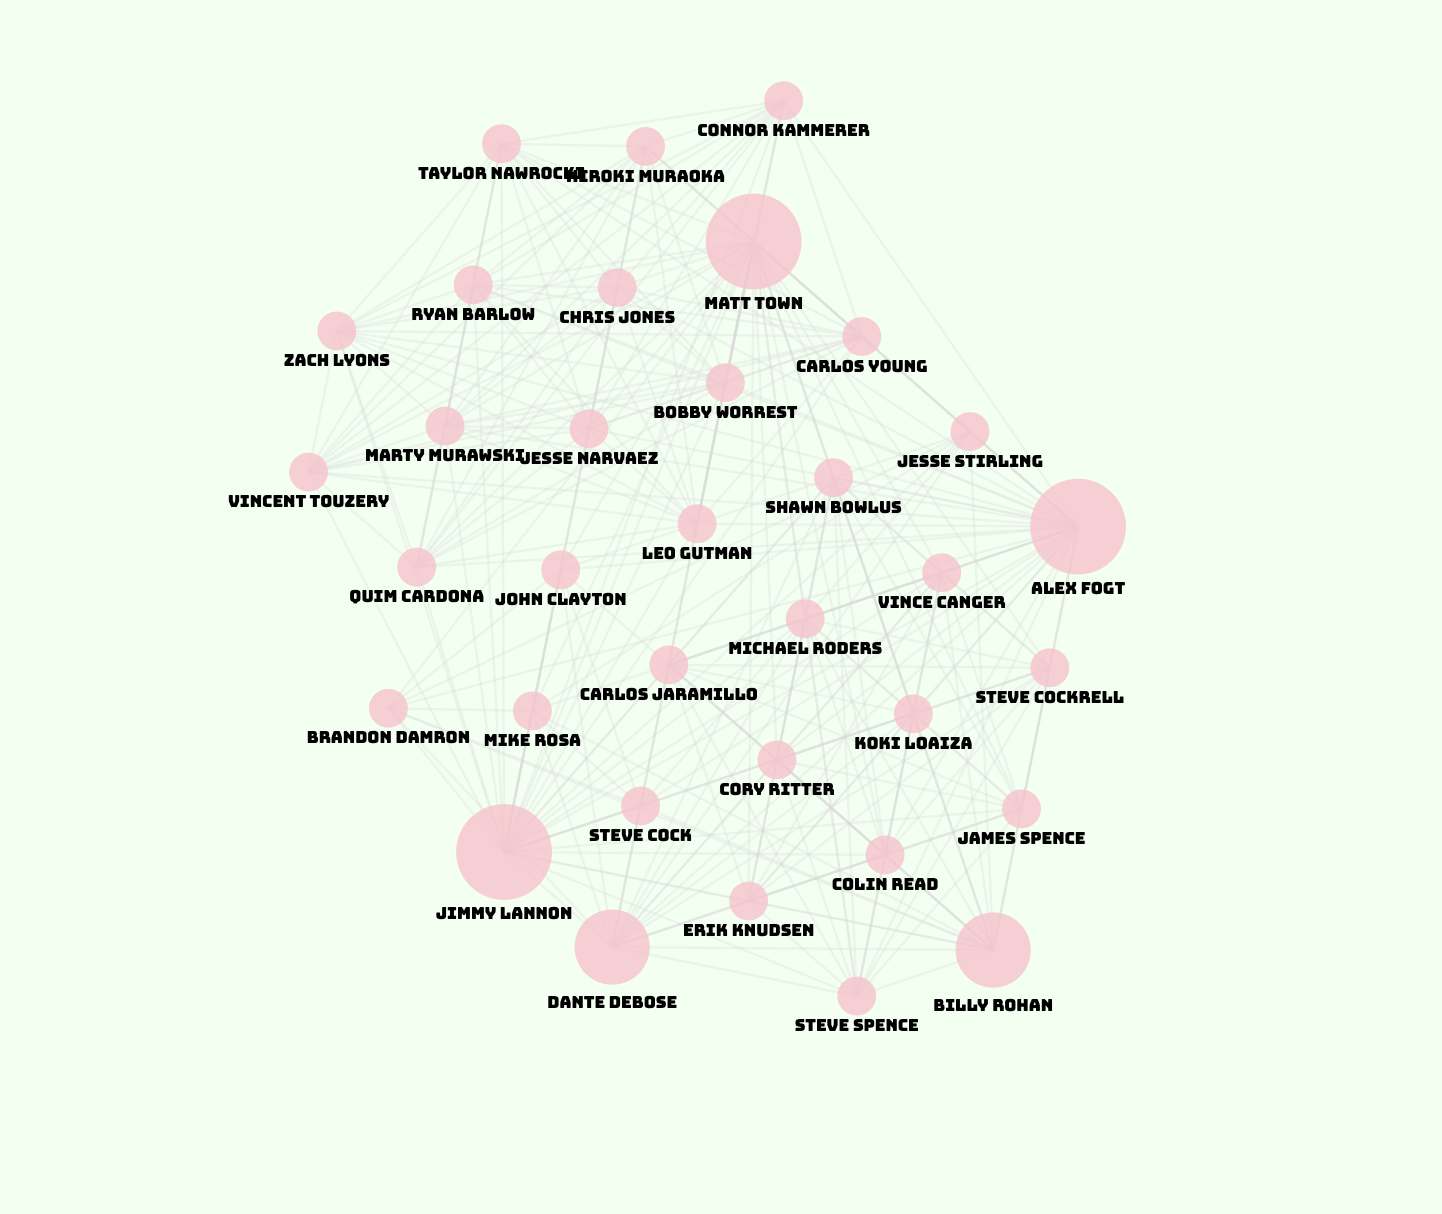 CONNOR KAMMERER
TAYLOR NAWROCKI
HIROKI MURAOKA
MATT TOWN
RYAN BARLOW
CHRIS JONES
ZACH LYONS
CARLOS YOUNG
BOBBY WORREST
MARTY MURAWSKI
JESSE NARVAEZ
JESSE STIRLING
VINCENT TOUZERY
SHAWN BOWLUS
LEO GUTMAN
ALEX FOGT
QUIM CARDONA
JOHN CLAYTON
VINCE CANGER
MICHAEL RODERS
CARLOS JARAMILLO
STEVE COCKRELL
BRANDON DAMRON
MIKE ROSA
KOKI LOAIZA
CORY RITTER
STEVE COCK
JAMES SPENCE
COLIN READ
JIMMY LANNON
ERIK KNUDSEN
DANTE DEBOSE
BILLY ROHAN
STEVE SPENCE